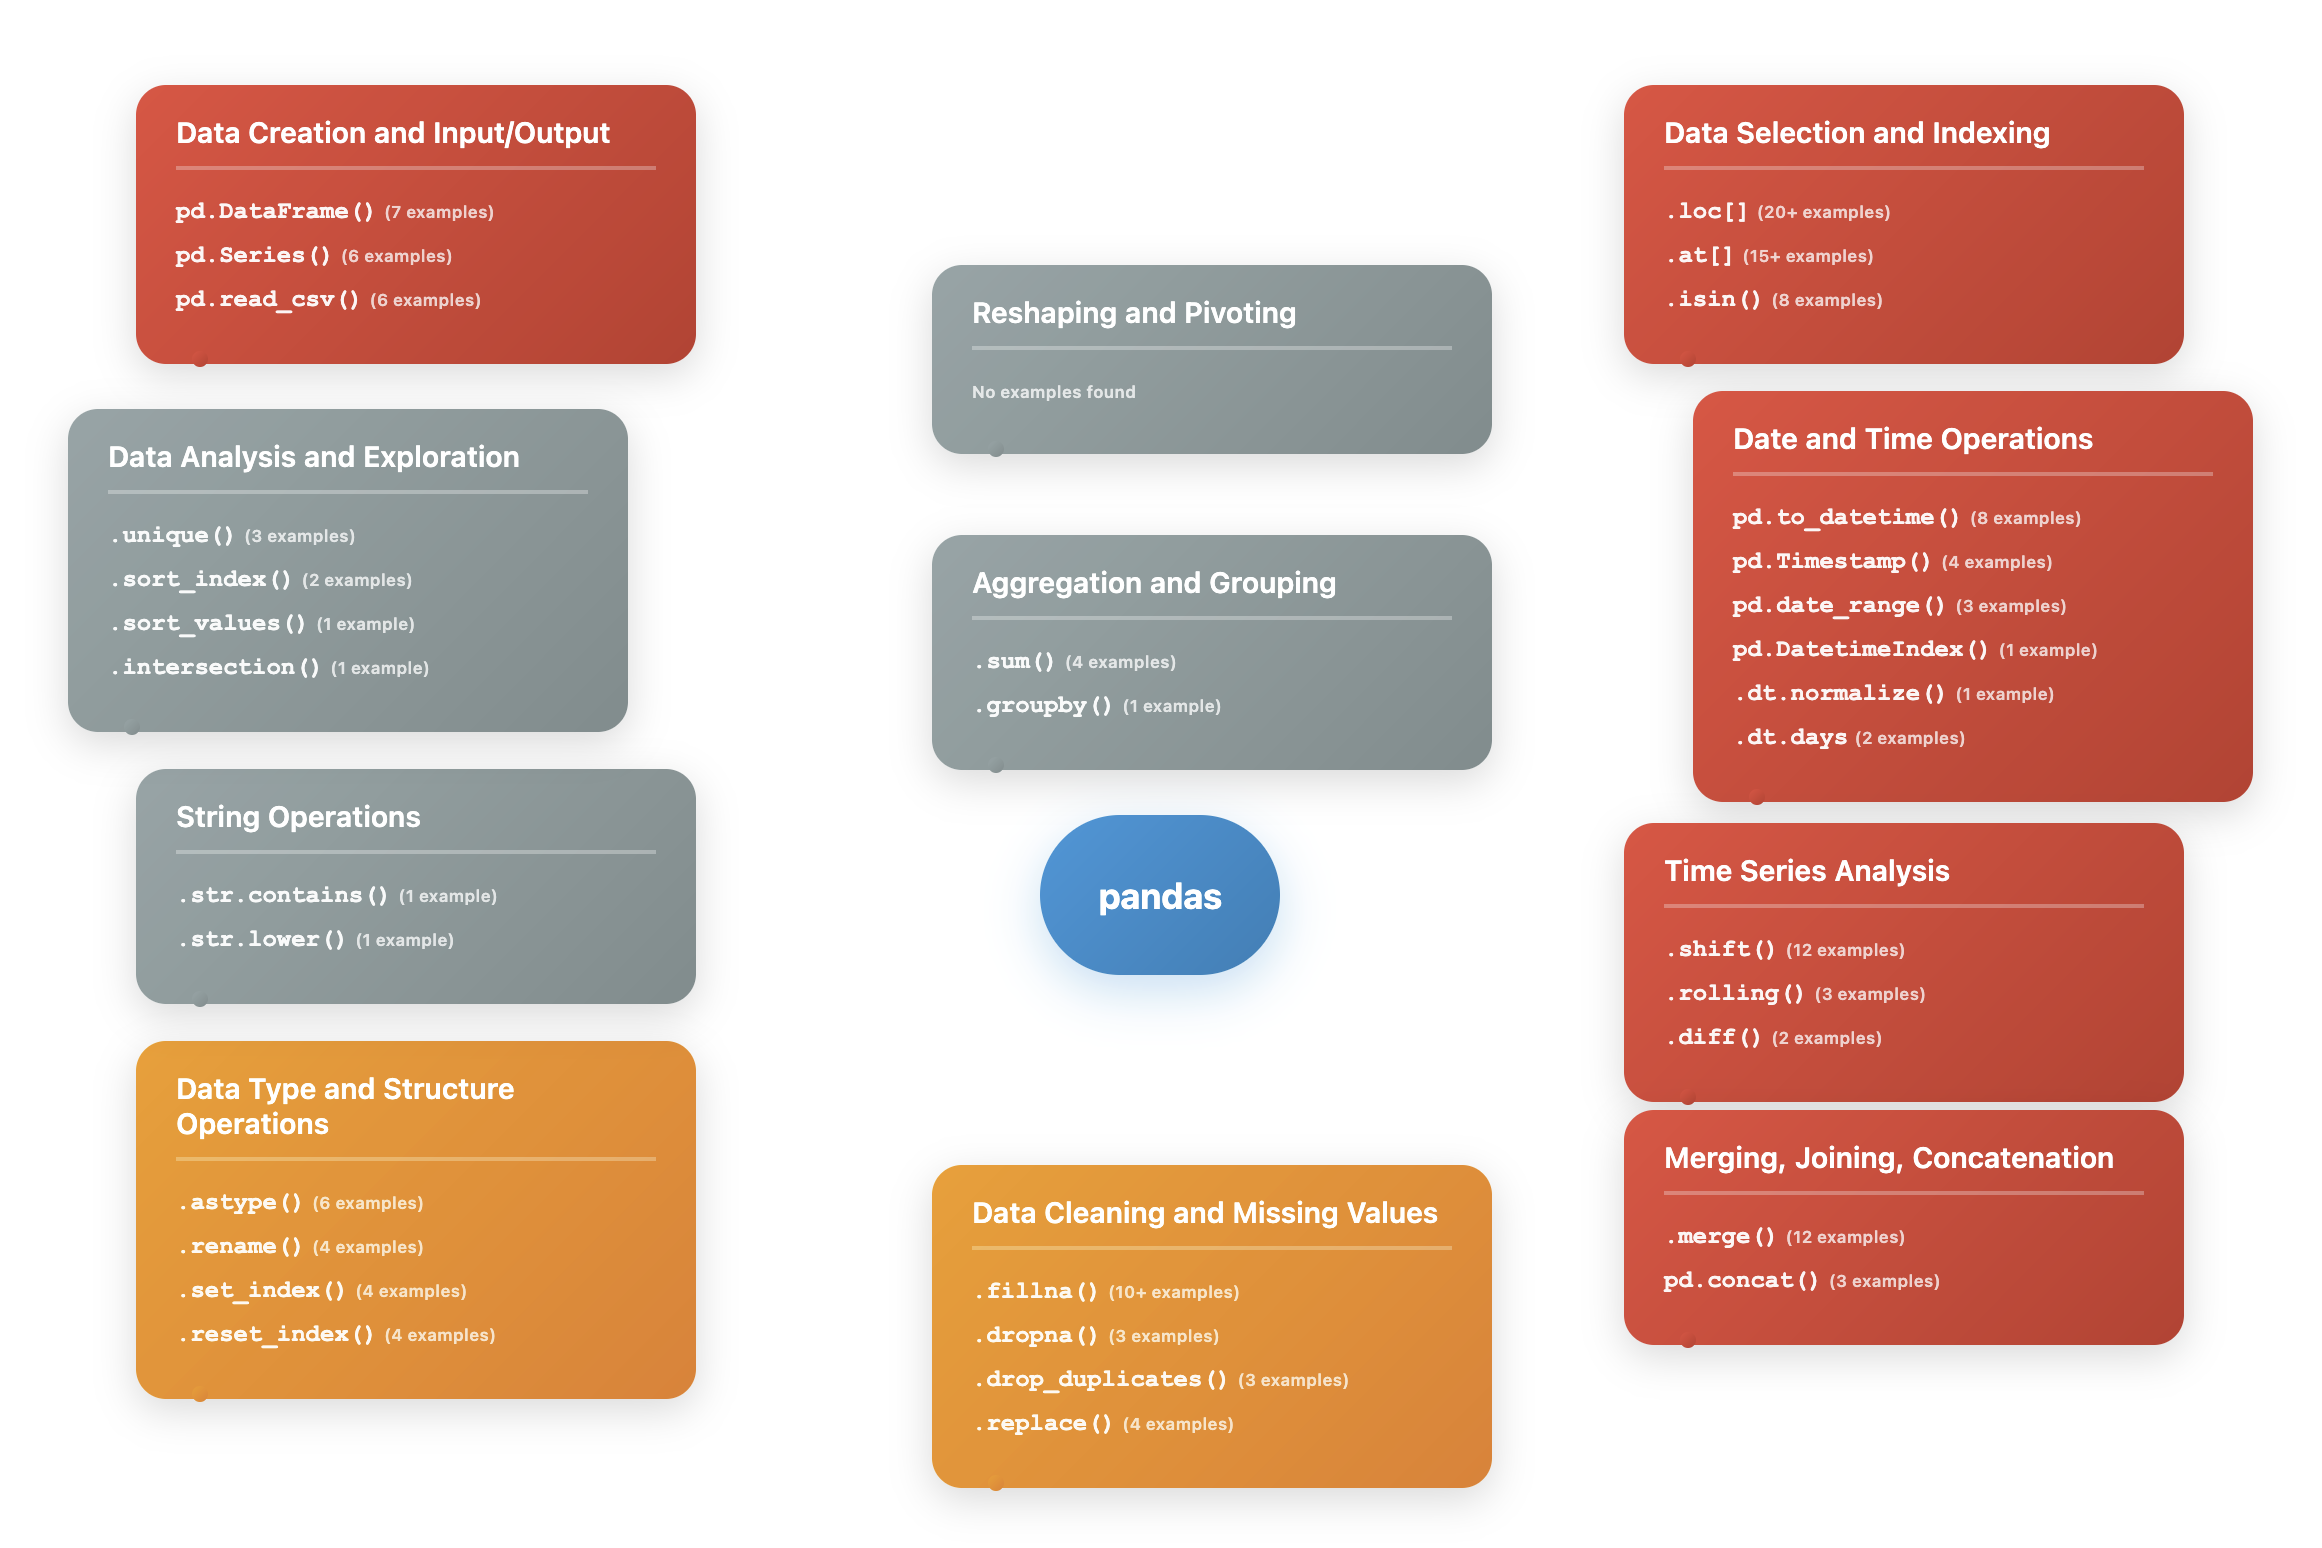 Data Creation and Input/Output
pd.DataFrame() (7 examples)
pd.Series() (6 examples)
pd.read_csv() (6 examples)
Data Analysis and Exploration
.unique() (3 examples)
.sort_index() (2 examples)
.sort_values() (1 example)
.intersection() (1 example)
String Operations
.str.contains() (1 example)
.str.lower() (1 example)
Data Type and Structure
Operations
.astype() (6 examples)
.rename() (4 examples)
.set_index() (4 examples)
.reset_index() (4 examples)
Reshaping and Pivoting
No examples found
Aggregation and Grouping
.sum() (4 examples)
.groupby() (1 example)
pandas
Data Cleaning and Missing Values
.fillna() (10+ examples)
.dropna() (3 examples)
.drop_duplicates() (3 examples)
.replace() (4 examples)
Data Selection and Indexing
.loc[] (20+ examples)
.at[] (15+ examples)
.isin() (8 examples)
Date and Time Operations
pd.to_datetime() (8 examples)
pd.Timestamp() (4 examples)
pd.date_range() (3 examples)
pd.DatetimeIndex() (1 example)
.dt.normalize() (1 example)
.dt.days (2 examples)
Time Series Analysis
.shift() (12 examples)
.rolling() (3 examples)
.diff() (2 examples)
Merging, Joining, Concatenation
.merge() (12 examples)
pd.concat() (3 examples)